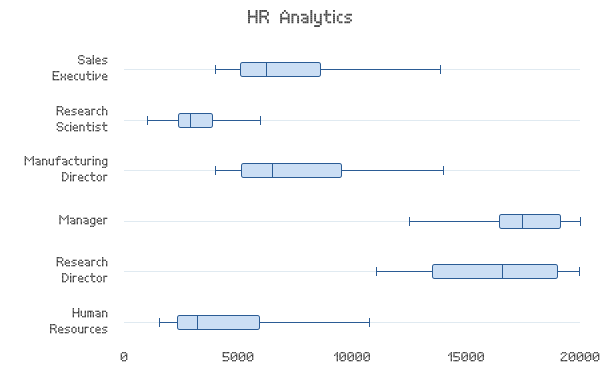 HR Analytics
Sales
Executive
Research
Scientist
Manufacturing
Director
Manager
Research
Director
Human
Resources
0 5000 10000 15000 20000